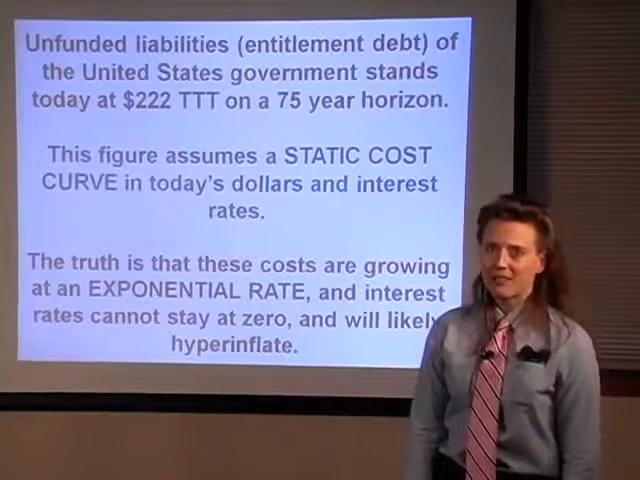 Unfunded liabilities (entitlement debt) of
the United States government stands
today at $222 TTT on a 75 year horizon.
This figure assumes a STATIC COST
CURVE in today's dollars and interest
rates.
The truth is that these costs are growing
at an EXPONENTIAL RATE, and interest
rates cannot stay at zero, and will likely
hyperinflate.